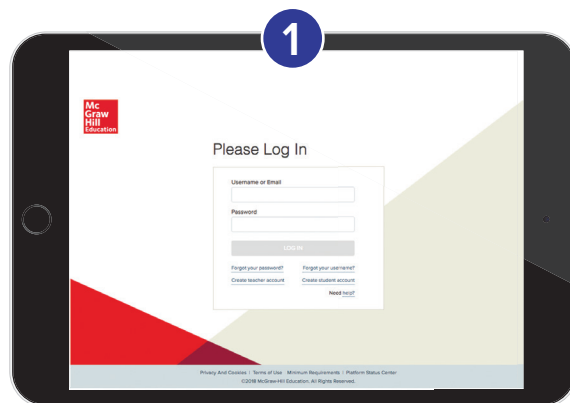 1
Mc
Graw
Hill
Education
Please Log In
Username or Email
Password
LOG IN
Forgot your password? Forgot your username?
Create teacher account Create student account
Need help?
Privacy And Cookies | Terms of Use Minimum Requirements | Platform Status Center
©2018 McGraw-Hill Education. All Rights Reserved.